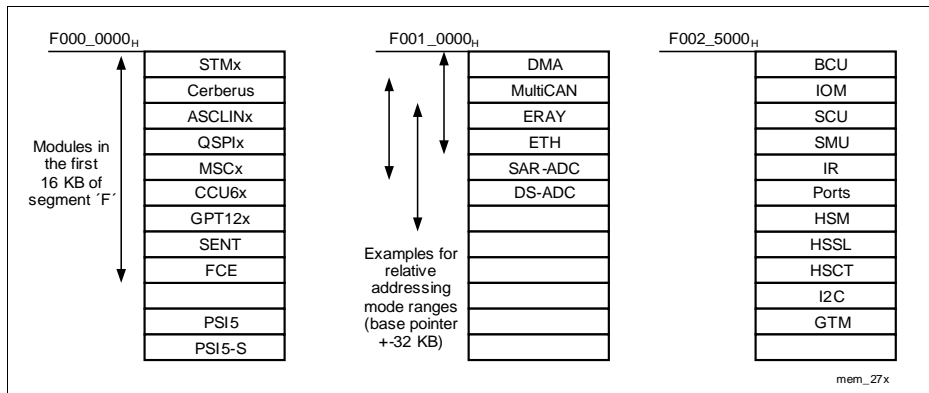 F000_0000H
STMx
Cerberus
ASCLINx
QSPIx
MSCx
CCU6x
GPT12x
SENT
FCE
PSI5
PSI5-S
Modules in
the first
16 KB of
segment ´F´
F001_0000H
DMA
MultiCAN
ERAY
ETH
SAR-ADC
DS-ADC
Examples for
relative
addressing
mode ranges
(base pointer
+-32 KB)
F002_5000H
BCU
IOM
SCU
SMU
IR
Ports
HSM
HSSL
HSCT
I2C
GTM
mem_27x